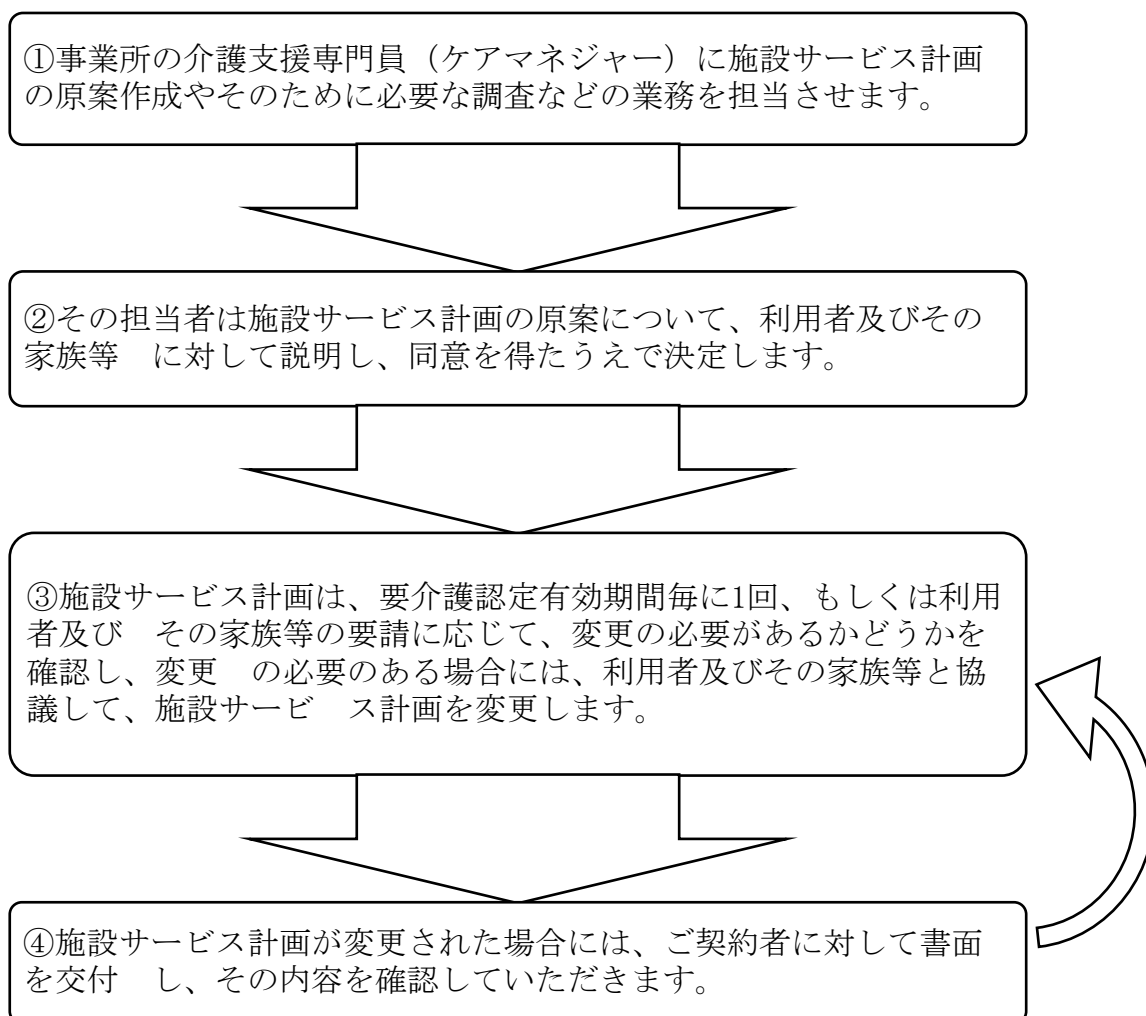 ①事業所の介護支援専門員（ケアマネジャー）に施設サービス計画
の原案作成やそのために必要な調査などの業務を担当させます。
②その担当者は施設サービス計画の原案について、利用者及びその
家族等　に対して説明し、同意を得たうえで決定します。
③施設サービス計画は、要介護認定有効期間毎に1回、もしくは利用
者及び　その家族等の要請に応じて、変更の必要があるかどうかを
確認し、変更　の必要のある場合には、利用者及びその家族等と協
議して、施設サービ　ス計画を変更します。
④施設サービス計画が変更された場合には、ご契約者に対して書面
を交付　し、その内容を確認していただきます。